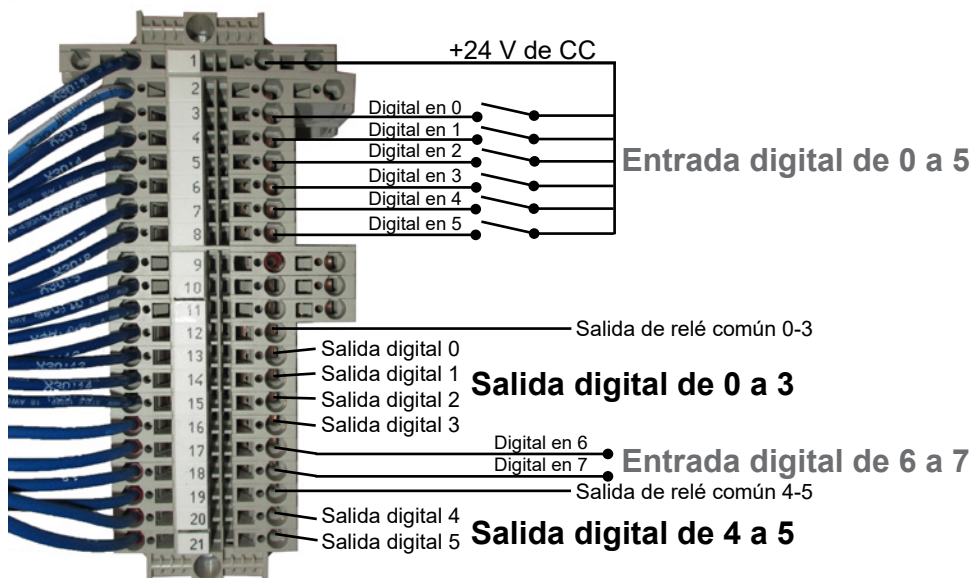 +24 V de CC
1
2
3 Digital en 0
4 Digital en 1
5 Digital en 2
6 Digital en 3
7 Digital en 4
8 Digital en 5
Entrada digital de 0 a 5
9
10
11
12 Salida de relé común 0-3
13 Salida digital 0
14 Salida digital 1
15 Salida digital 2
16 Salida digital 3
Salida digital de 0 a 3
17 Digital en 6
18 Digital en 7
Entrada digital de 6 a 7
19 Salida de relé común 4-5
20 Salida digital 4
21 Salida digital 5
Salida digital de 4 a 5